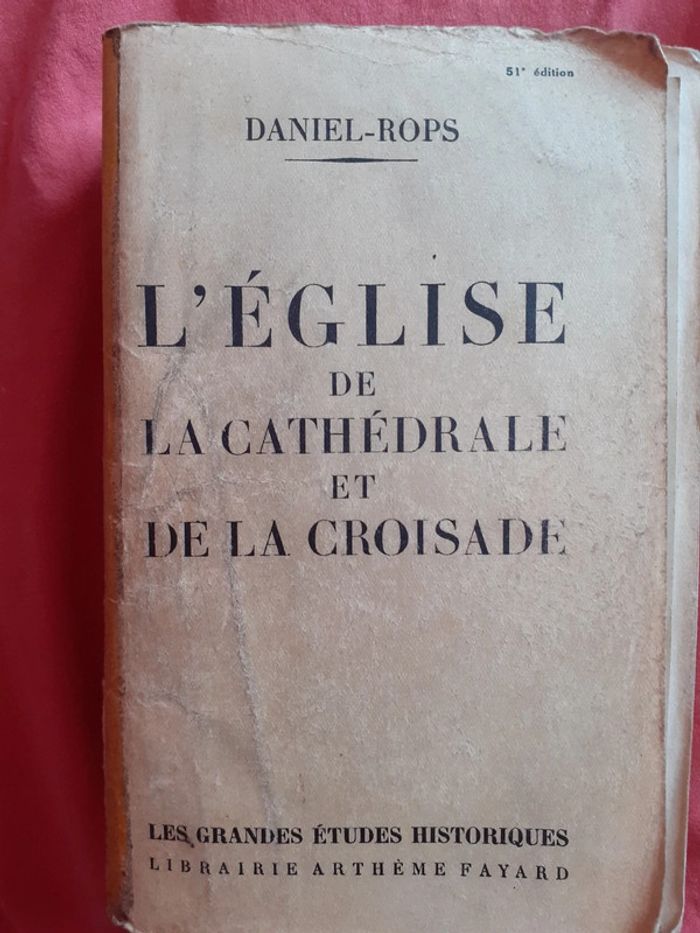 51e édition
DANIEL-ROPS
L'ÉGLISE
DE
LA CATHÉDRALE
ET
DE LA CROISADE
LES GRANDES ÉTUDES HISTORIQUES
LIBRAIRIE ARTHÈME FAYARD